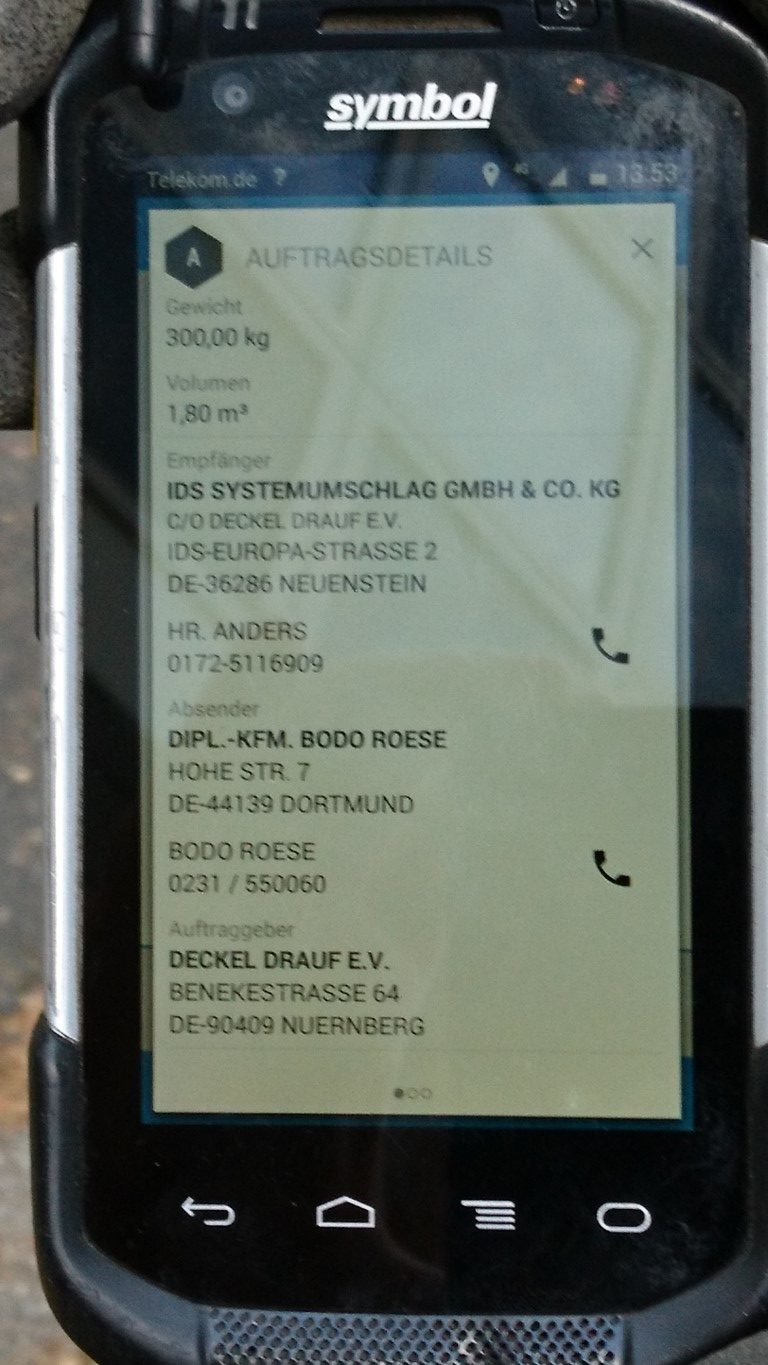 symbol
Telekom.de ? 4G 13:53
A AUFTRAGSDETAILS
Gewicht
300,00 kg
Volumen
1,80 m³
Empfänger
IDS SYSTEMUMSCHLAG GMBH & CO. KG
C/O DECKEL DRAUF E.V.
IDS-EUROPA-STRASSE 2
DE-36286 NEUENSTEIN
HR. ANDERS
0172-5116909
Absender
DIPL.-KFM. BODO ROESE
HOHE STR. 7
DE-44139 DORTMUND
BODO ROESE
0231 / 550060
Auftraggeber
DECKEL DRAUF E.V.
BENEKESTRASSE 64
DE-90409 NUERNBERG